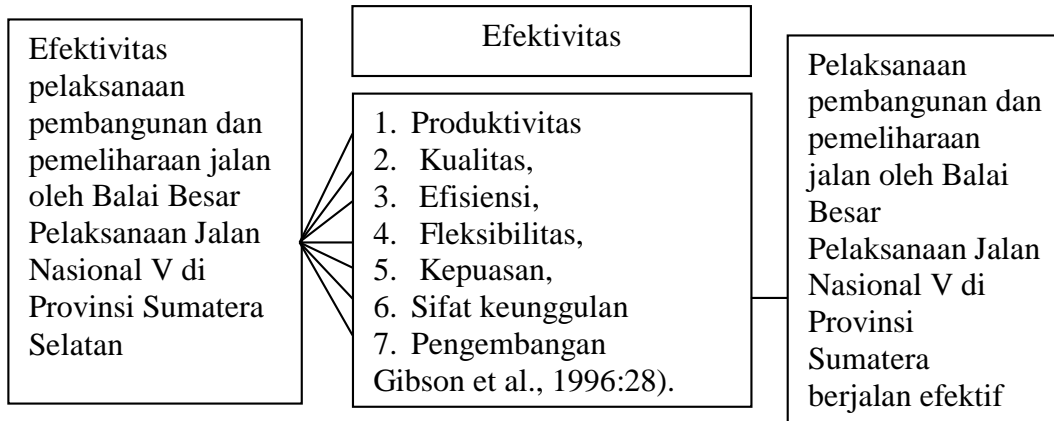 Efektivitas
pelaksanaan
pembangunan dan
pemeliharaan jalan
oleh Balai Besar
Pelaksanaan Jalan
Nasional V di
Provinsi Sumatera
Selatan
Efektivitas
1. Produktivitas
2. Kualitas,
3. Efisiensi,
4. Fleksibilitas,
5. Kepuasan,
6. Sifat keunggulan
7. Pengembangan
Gibson et al., 1996:28).
Pelaksanaan
pembangunan dan
pemeliharaan
jalan oleh Balai
Besar
Pelaksanaan Jalan
Nasional V di
Provinsi
Sumatera
berjalan efektif